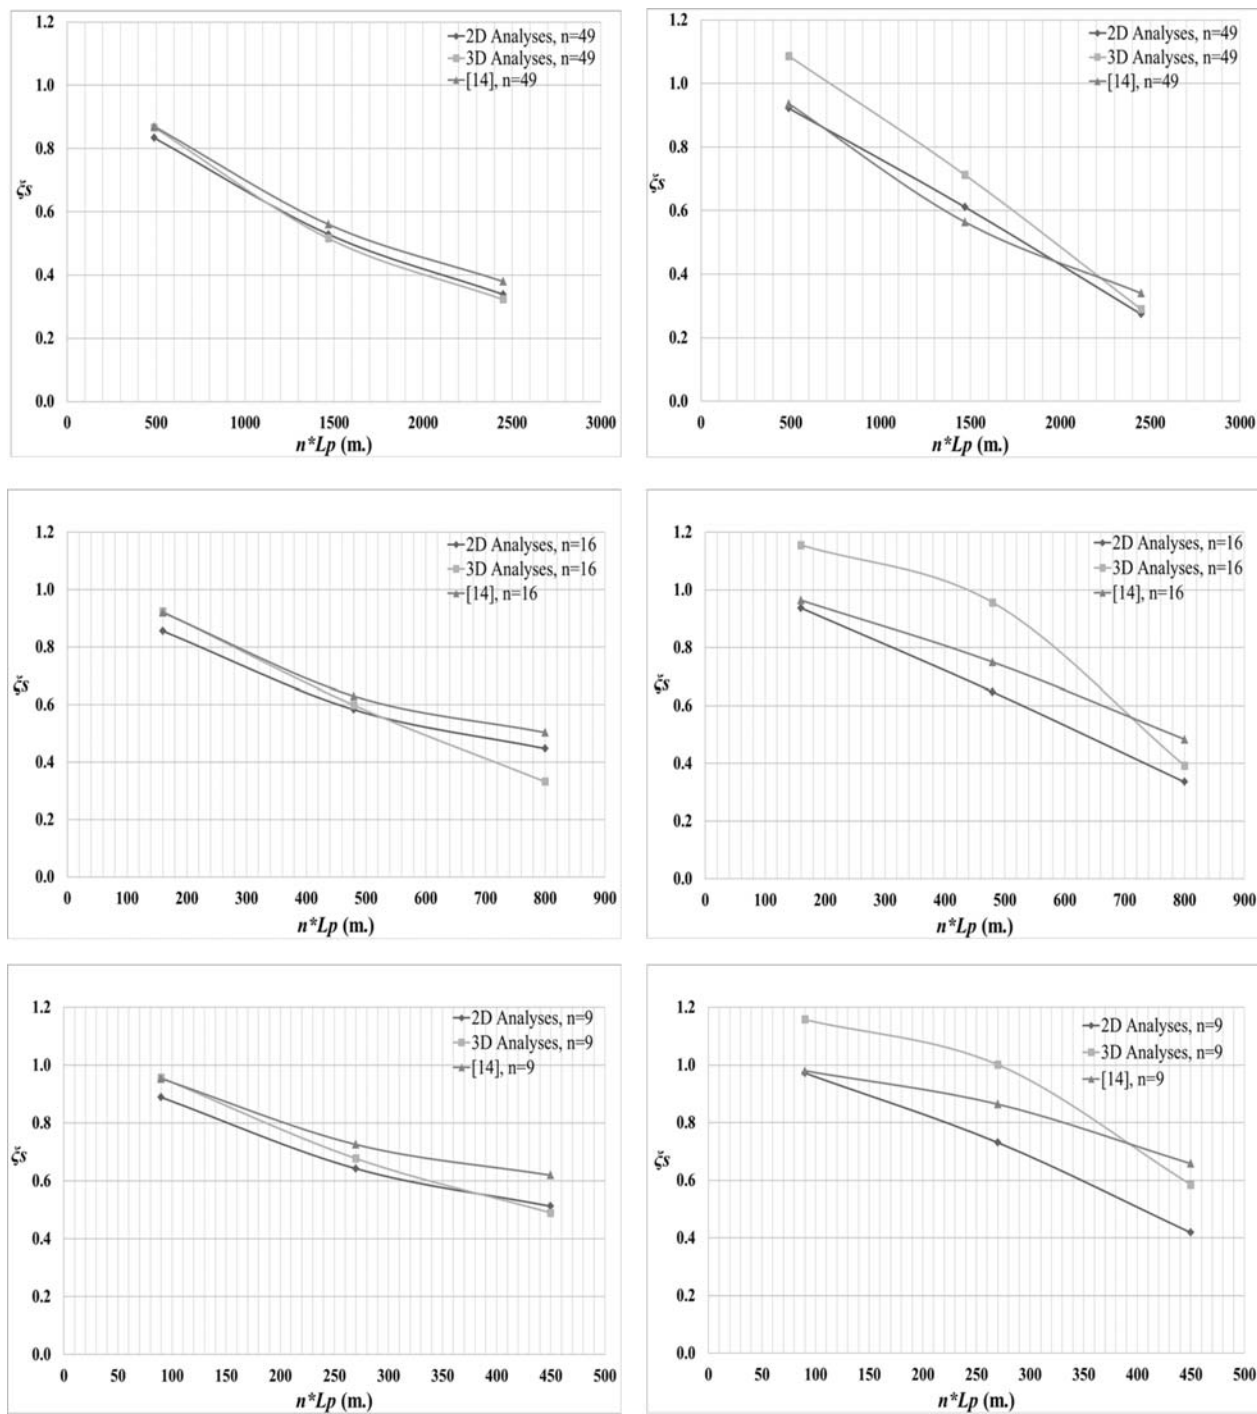 1.2
2D Analyses, n=49
3D Analyses, n=49
[14], n=49
1.0
0.8
ξs
0.6
0.4
0.2
0.0
0 500 1000 1500 2000 2500 3000
n*Lp (m.)
1.2
2D Analyses, n=49
3D Analyses, n=49
[14], n=49
1.0
0.8
ξs
0.6
0.4
0.2
0.0
0 500 1000 1500 2000 2500 3000
n*Lp (m.)
1.2
2D Analyses, n=16
3D Analyses, n=16
[14], n=16
1.0
0.8
ξs
0.6
0.4
0.2
0.0
0 100 200 300 400 500 600 700 800 900
n*Lp (m.)
1.2
2D Analyses, n=16
3D Analyses, n=16
[14], n=16
1.0
0.8
ξs
0.6
0.4
0.2
0.0
0 100 200 300 400 500 600 700 800 900
n*Lp (m.)
1.2
2D Analyses, n=9
3D Analyses, n=9
[14], n=9
1.0
0.8
ξs
0.6
0.4
0.2
0.0
0 50 100 150 200 250 300 350 400 450 500
n*Lp (m.)
1.2
2D Analyses, n=9
3D Analyses, n=9
[14], n=9
1.0
0.8
ξs
0.6
0.4
0.2
0.0
0 50 100 150 200 250 300 350 400 450 500
n*Lp (m.)